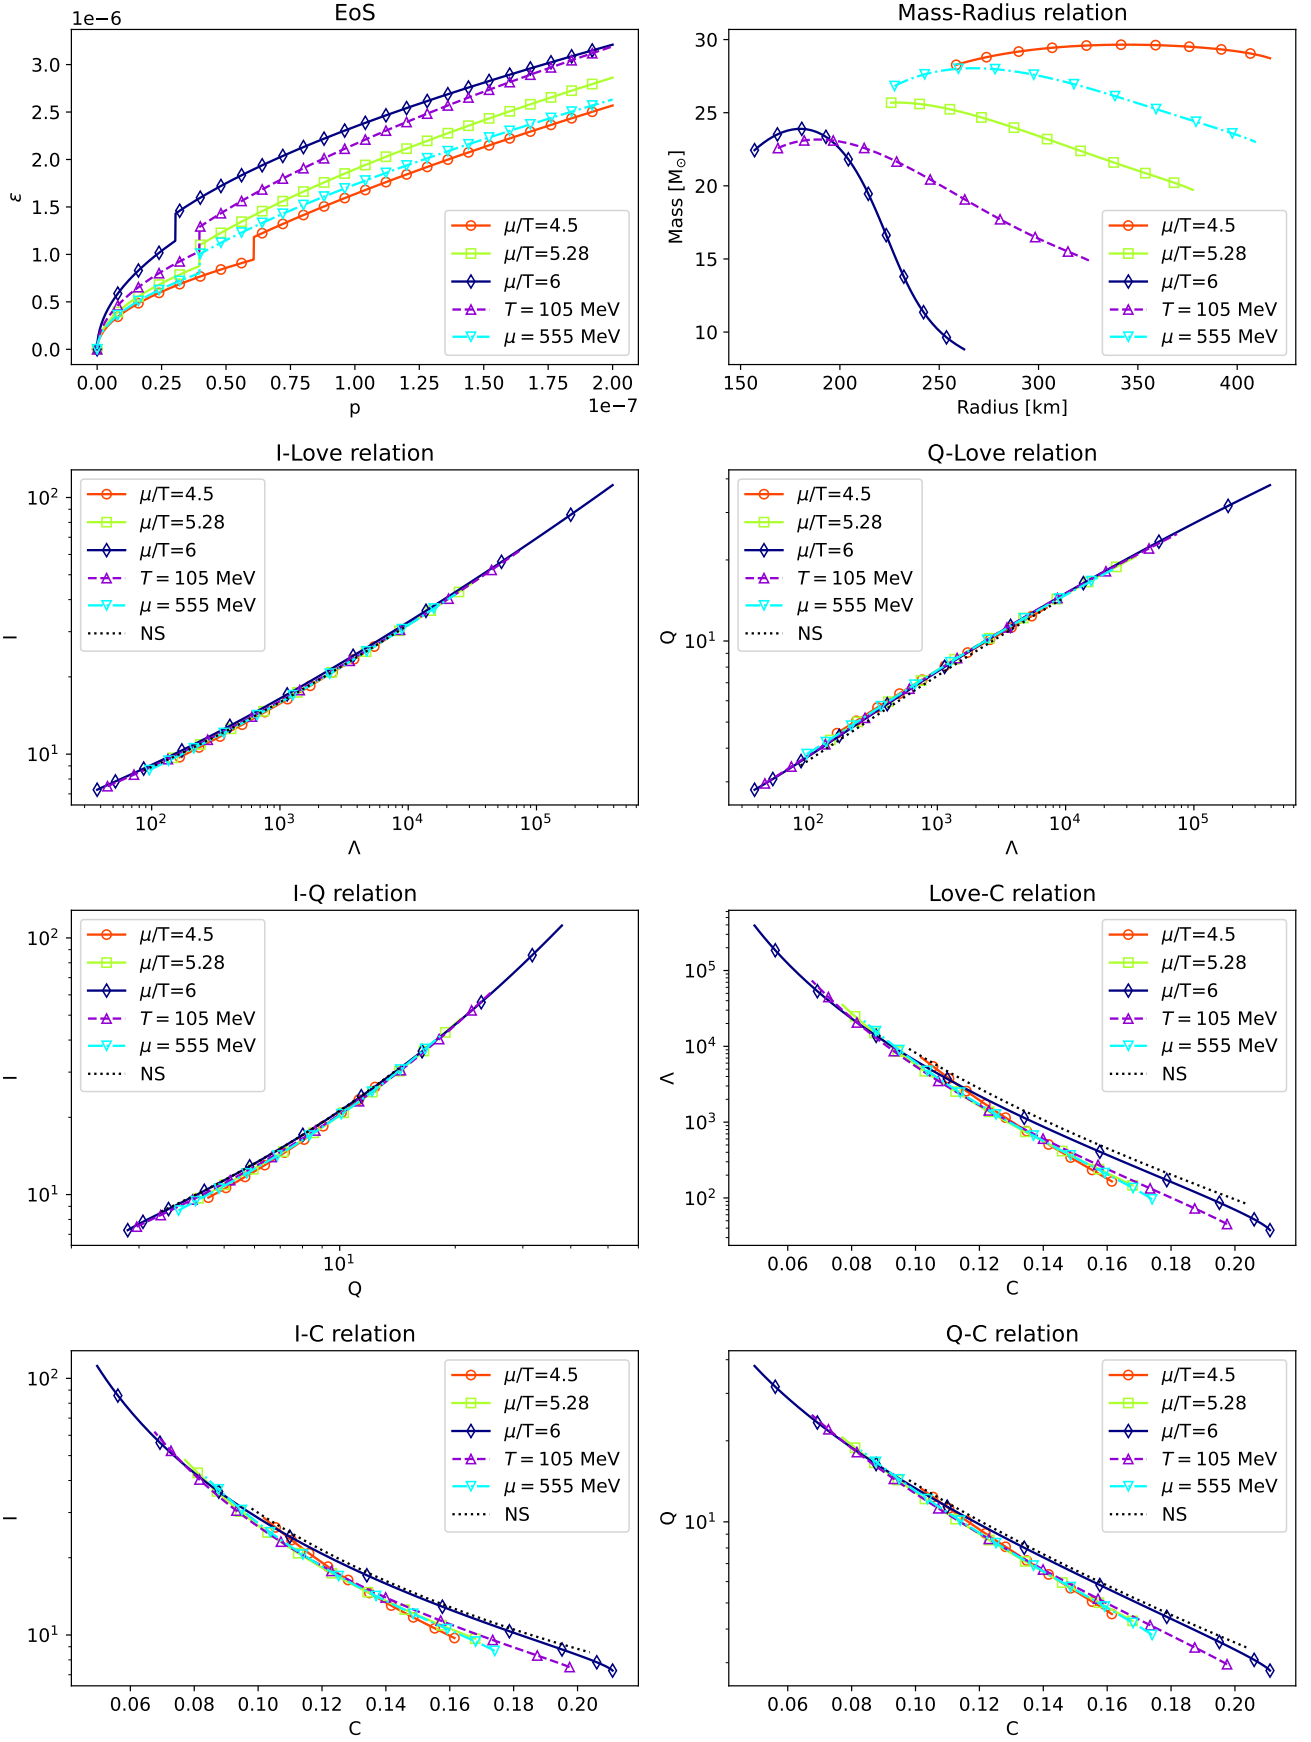 EoS
1e−6
3.0
2.5
2.0
1.5
1.0
0.5
0.0
ε
0.00 0.25 0.50 0.75 1.00 1.25 1.50 1.75 2.00
1e−7
p
μ/T=4.5
μ/T=5.28
μ/T=6
T = 105 MeV
μ = 555 MeV
Mass-Radius relation
30
25
20
15
10
Mass [M⊙]
150 200 250 300 350 400
Radius [km]
μ/T=4.5
μ/T=5.28
μ/T=6
T = 105 MeV
μ = 555 MeV
I-Love relation
10²
10¹
I
10² 10³ 10⁴ 10⁵
Λ
μ/T=4.5
μ/T=5.28
μ/T=6
T = 105 MeV
μ = 555 MeV
NS
Q-Love relation
10¹
Q
10² 10³ 10⁴ 10⁵
Λ
μ/T=4.5
μ/T=5.28
μ/T=6
T = 105 MeV
μ = 555 MeV
NS
I-Q relation
10²
10¹
I
10¹
Q
μ/T=4.5
μ/T=5.28
μ/T=6
T = 105 MeV
μ = 555 MeV
NS
Love-C relation
10⁵
10⁴
10³
10²
Λ
0.06 0.08 0.10 0.12 0.14 0.16 0.18 0.20
C
μ/T=4.5
μ/T=5.28
μ/T=6
T = 105 MeV
μ = 555 MeV
NS
I-C relation
10²
10¹
I
0.06 0.08 0.10 0.12 0.14 0.16 0.18 0.20
C
μ/T=4.5
μ/T=5.28
μ/T=6
T = 105 MeV
μ = 555 MeV
NS
Q-C relation
10¹
Q
0.06 0.08 0.10 0.12 0.14 0.16 0.18 0.20
C
μ/T=4.5
μ/T=5.28
μ/T=6
T = 105 MeV
μ = 555 MeV
NS